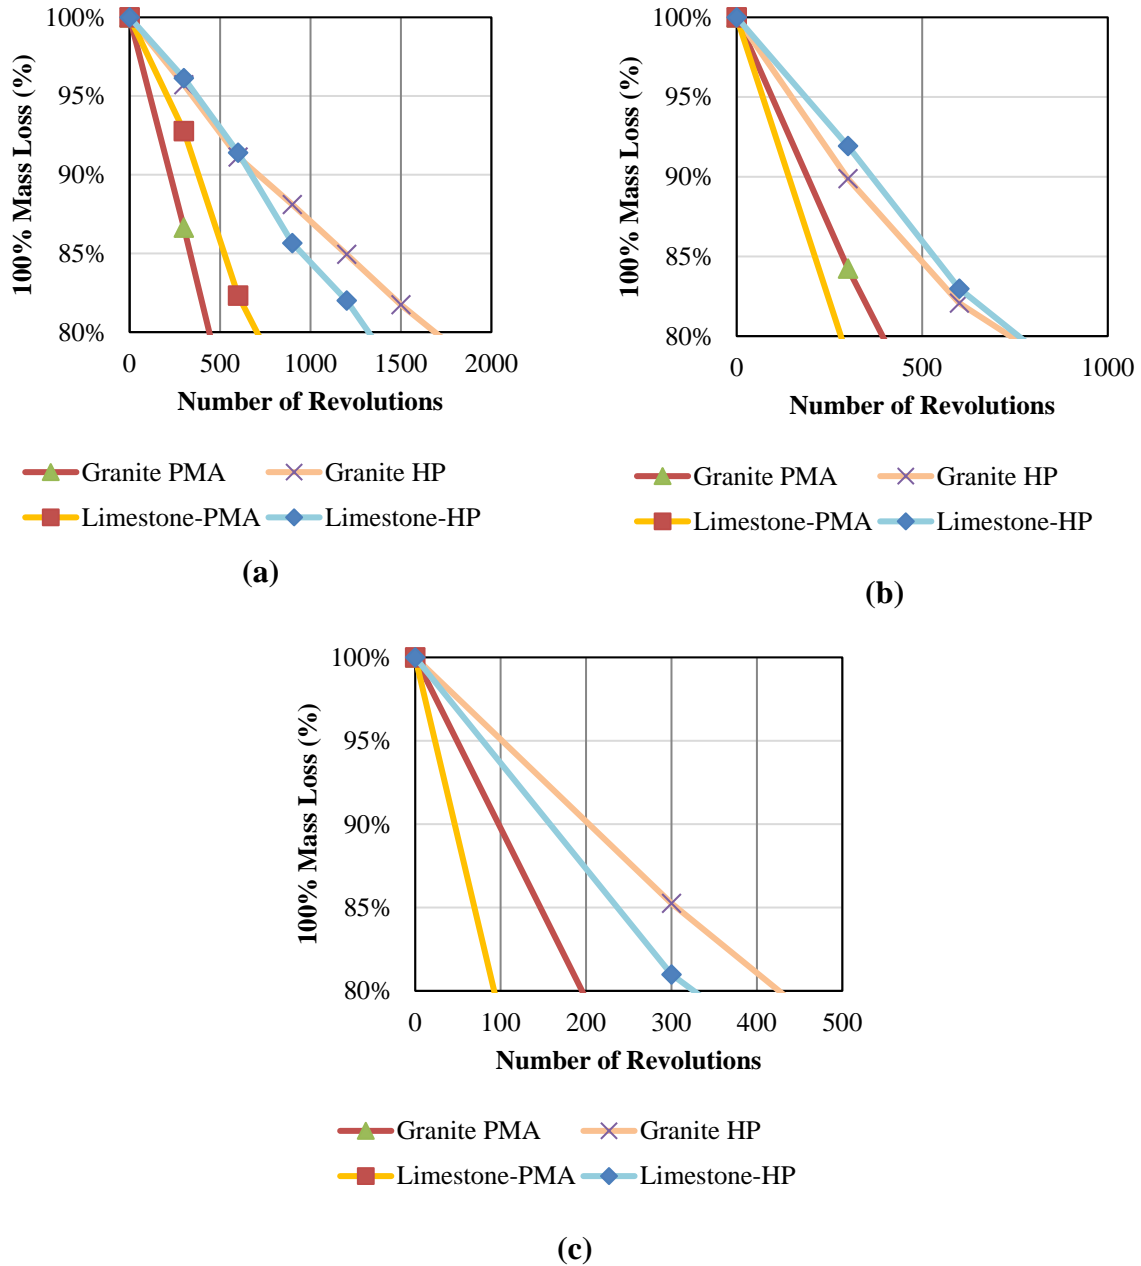 100%
95%
90%
85%
80%
100% Mass Loss (%)
0 500 1000 1500 2000
Number of Revolutions
Granite PMA Granite HP
Limestone-PMA Limestone-HP
(a)
100%
95%
90%
85%
80%
100% Mass Loss (%)
0 500 1000
Number of Revolutions
Granite PMA Granite HP
Limestone-PMA Limestone-HP
(b)
100%
95%
90%
85%
80%
100% Mass Loss (%)
0 100 200 300 400 500
Number of Revolutions
Granite PMA Granite HP
Limestone-PMA Limestone-HP
(c)